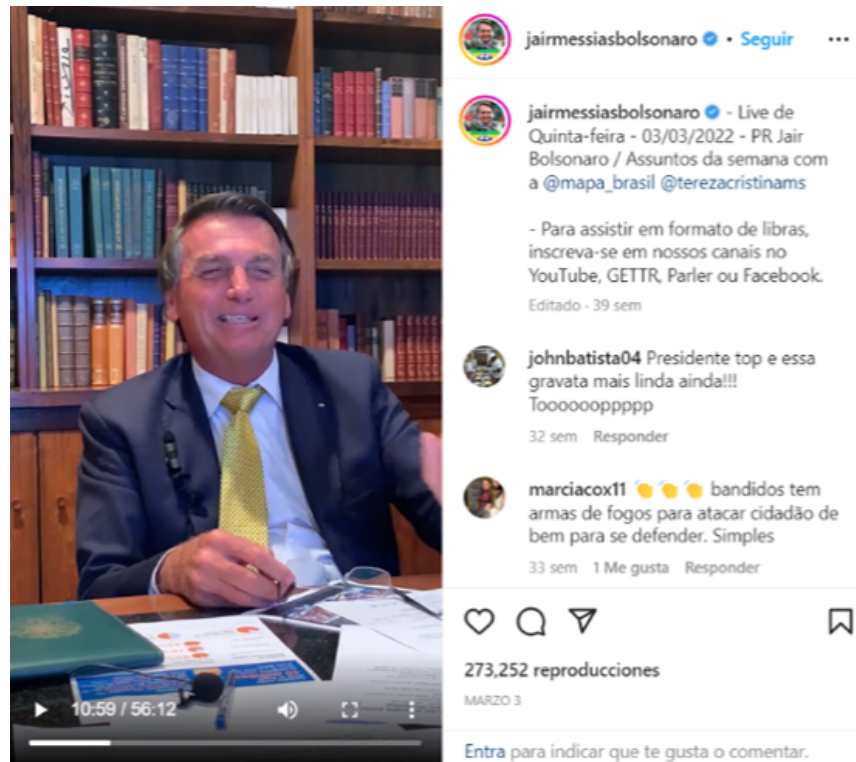 jairmessiasbolsonaro • Seguir
jairmessiasbolsonaro - Live de
Quinta-feira - 03/03/2022 - PR Jair
Bolsonaro / Assuntos da semana com
a @mapa_brasil @terezacristinams
- Para assistir em formato de libras,
inscreva-se em nossos canais no
YouTube, GETTR, Parler ou Facebook.
Editado · 39 sem
johnbatista04 Presidente top e essa
gravata mais linda ainda!!!
Tooooooppppp
32 sem Responder
marciacox11 👏👏👏 bandidos tem
armas de fogos para atacar cidadão de
bem para se defender. Simples
33 sem 1 Me gusta Responder
273,252 reproducciones
MARZO 3
Entra para indicar que te gusta o comentar.
10:59 / 56:12